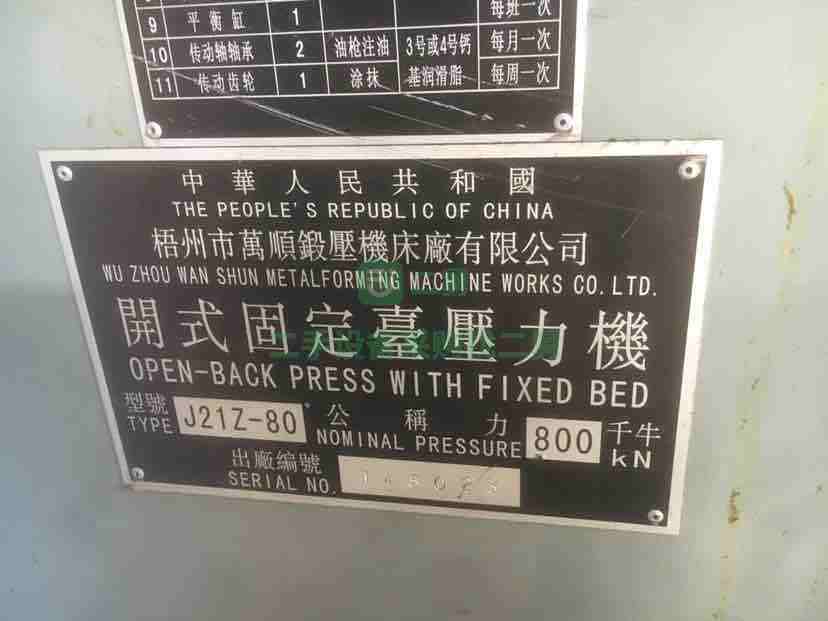 每班一次
9 平衡缸 1
10 传动轴轴承 2 油枪注油 3号或4号钙 每月一次
11 传动齿轮 1 涂抹 基润滑脂 每周一次
中華人民共和國
THE PEOPLE'S REPUBLIC OF CHINA
梧州市萬順鍛壓機床廠有限公司
WU ZHOU WAN SHUN METALFORMING MACHINE WORKS CO. LTD.
開式固定臺壓力機
OPEN-BACK PRESS WITH FIXED BED
型號 J21Z-80 公稱力 800 千牛
TYPE NOMINAL PRESSURE kN
出廠編號
SERIAL NO.